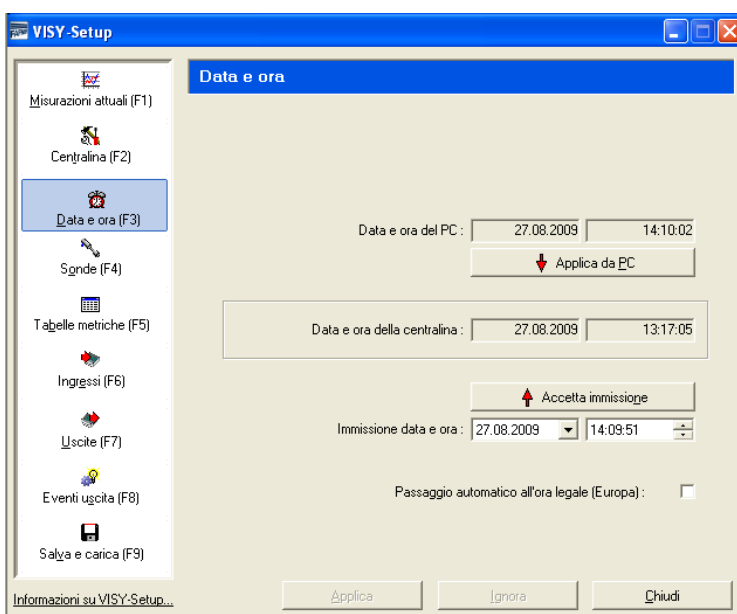 VISY-Setup
Data e ora
Misurazioni attuali (F1)
Centralina (F2)
Data e ora (F3)
Sonde (F4)
Tabelle metriche (F5)
Ingressi (F6)
Uscite (F7)
Eventi uscita (F8)
Salva e carica (F9)
Informazioni su VISY-Setup...
Data e ora del PC : 27.08.2009 14:10:02
Applica da PC
Data e ora della centralina : 27.08.2009 13:17:05
Accetta immissione
Immissione data e ora : 27.08.2009 14:09:51
Passaggio automatico all'ora legale (Europa) :
Applica Ignora Chiudi